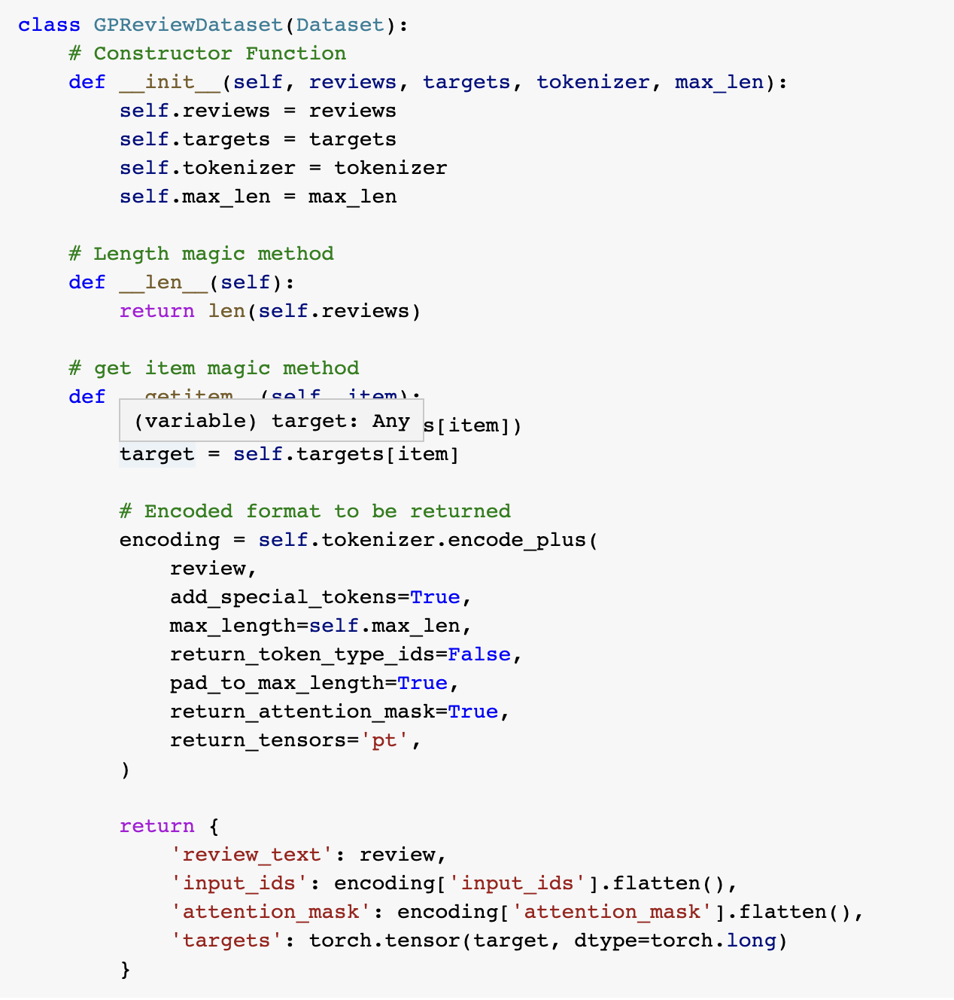 class GPReviewDataset(Dataset):
    # Constructor Function
    def __init__(self, reviews, targets, tokenizer, max_len):
        self.reviews = reviews
        self.targets = targets
        self.tokenizer = tokenizer
        self.max_len = max_len

    # Length magic method
    def __len__(self):
        return len(self.reviews)

    # get item magic method
    def __getitem__(self, item):
(variable) target: Any s[item])
        target = self.targets[item]

        # Encoded format to be returned
        encoding = self.tokenizer.encode_plus(
            review,
            add_special_tokens=True,
            max_length=self.max_len,
            return_token_type_ids=False,
            pad_to_max_length=True,
            return_attention_mask=True,
            return_tensors='pt',
        )

        return {
            'review_text': review,
            'input_ids': encoding['input_ids'].flatten(),
            'attention_mask': encoding['attention_mask'].flatten(),
            'targets': torch.tensor(target, dtype=torch.long)
        }